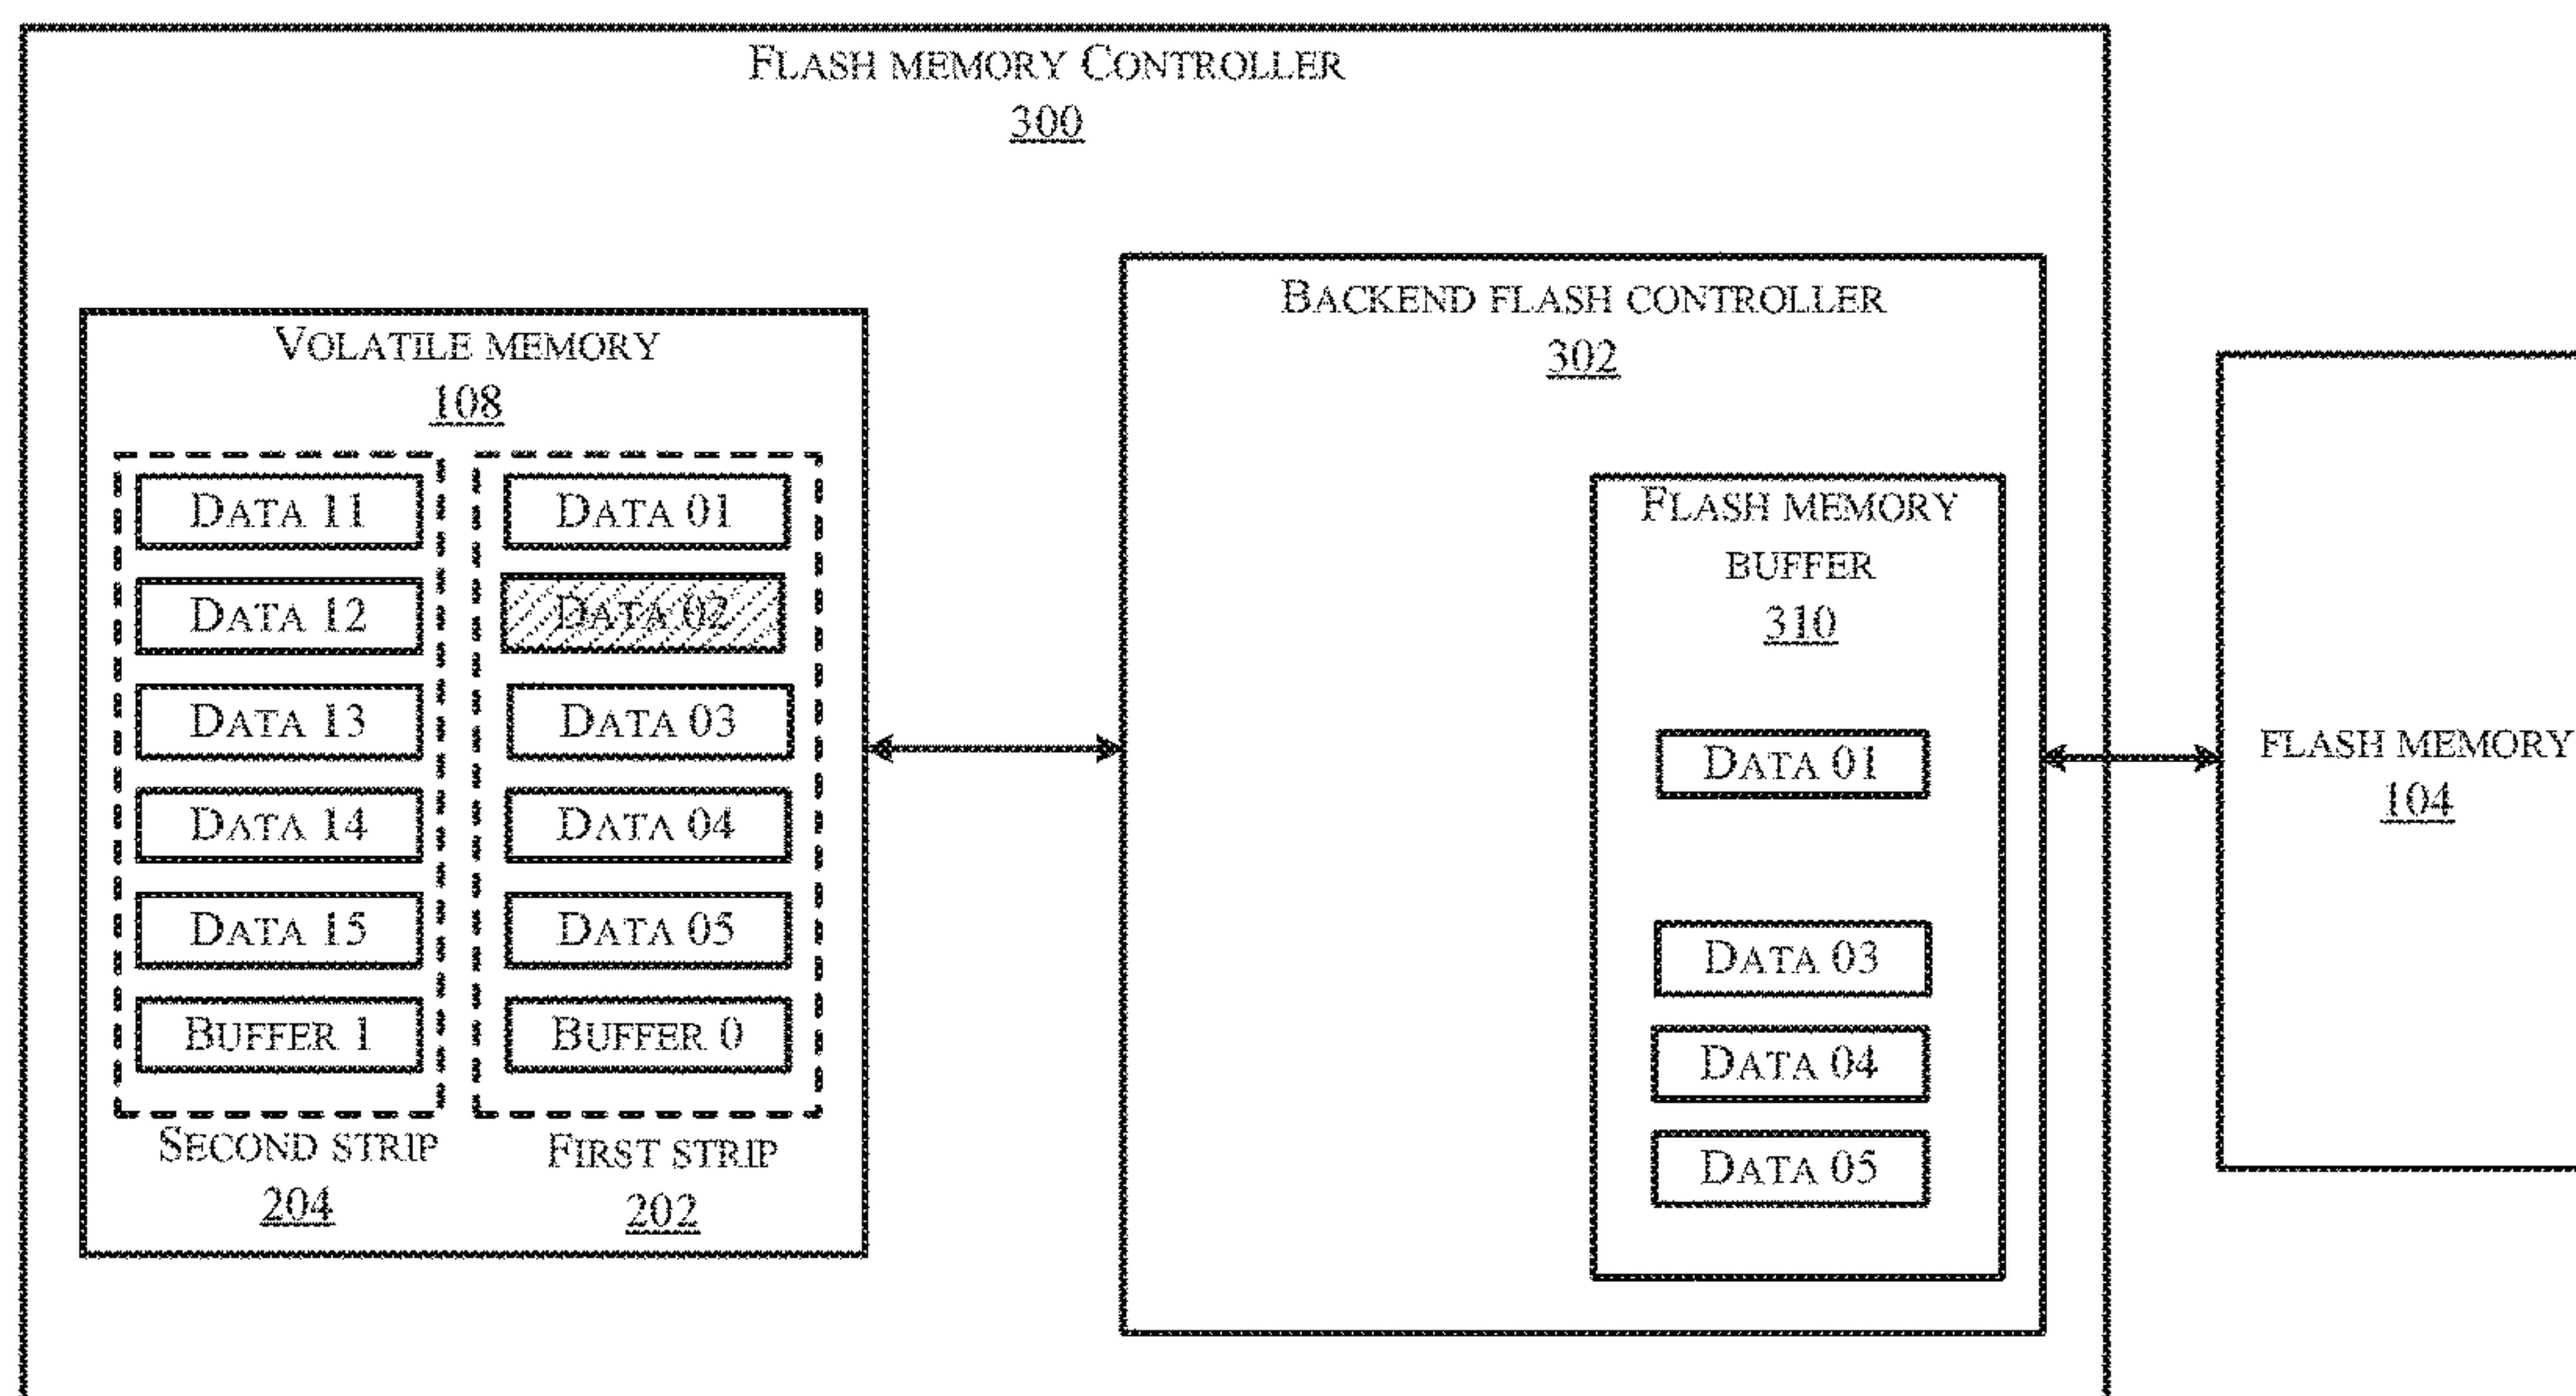 FLASH MEMORY CONTROLLER
300
VOLATILE MEMORY
108
DATA 11
DATA 12
DATA 13
DATA 14
DATA 15
BUFFER 1
SECOND STRIP
204
DATA 01
DATA 02
DATA 03
DATA 04
DATA 05
BUFFER 0
FIRST STRIP
202
BACKEND FLASH CONTROLLER
302
FLASH MEMORY
BUFFER
310
DATA 01
DATA 03
DATA 04
DATA 05
FLASH MEMORY
104